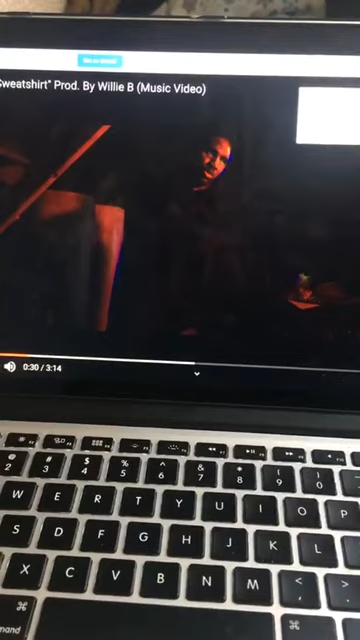 Sweatshirt" Prod. By Willie B (Music Video)
0:30 / 3:14
@ # $ % ^ & * ( )
2 3 4 5 6 7 8 9 0
W E R T Y U I O P
S D F G H J K L
X C V B N M < >
, .
⌘ ⌘
mand